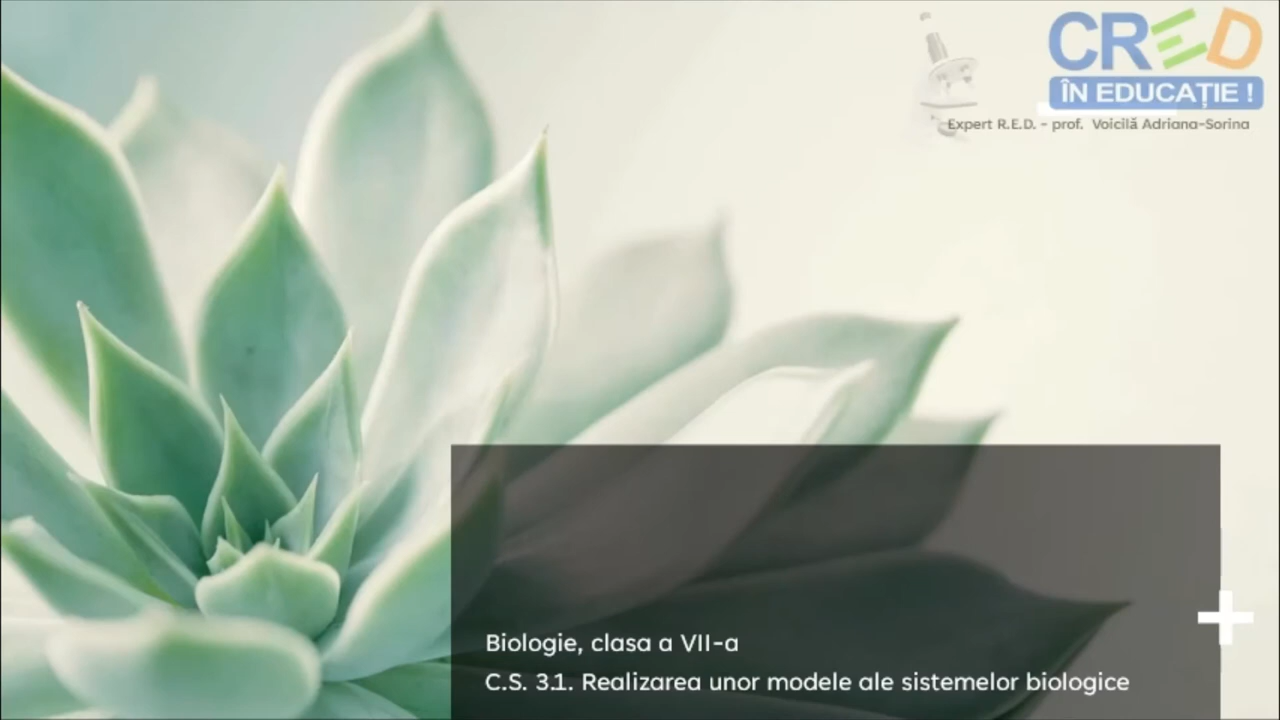 CRED
ÎN EDUCAȚIE !
Expert R.E.D. - prof. Voicilă Adriana-Sorina
Biologie, clasa a VII-a
C.S. 3.1. Realizarea unor modele ale sistemelor biologice